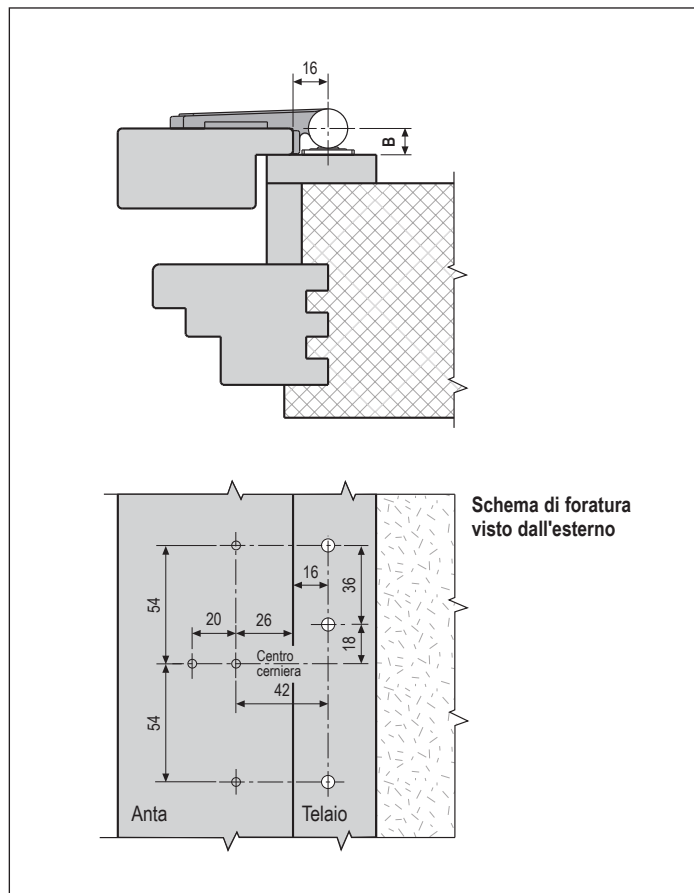 16
B
Schema di foratura
visto dall'esterno
16
36
54
20
26
18
Centro
cerniera
42
54
Anta
Telaio